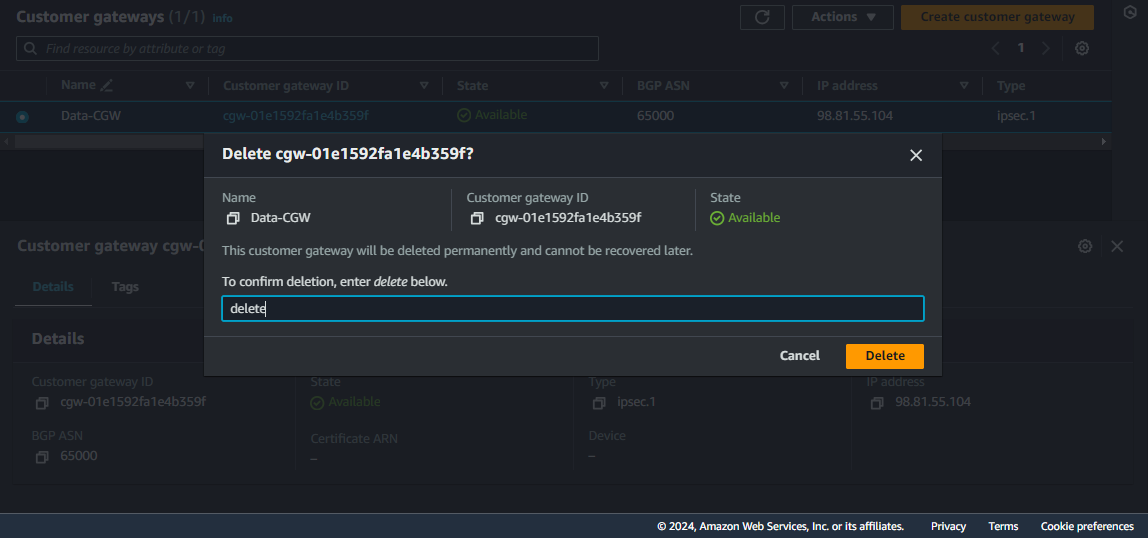 Customer gateways (1/1) Info
Actions ▼ Create customer gateway
Find resource by attribute or tag
1
Name Customer gateway ID State BGP ASN IP address Type
Data-CGW cgw-01e1592fa1e4b359f Available 65000 98.81.55.104 ipsec.1
Delete cgw-01e1592fa1e4b359f?
Name Customer gateway ID State
Data-CGW cgw-01e1592fa1e4b359f Available
This customer gateway will be deleted permanently and cannot be recovered later.
To confirm deletion, enter delete below.
delete
Cancel Delete
Customer gateway cgw-0
Details Tags
Details
Customer gateway ID State Type IP address
cgw-01e1592fa1e4b359f Available ipsec.1 98.81.55.104
BGP ASN Certificate ARN Device
65000 – –
© 2024, Amazon Web Services, Inc. or its affiliates. Privacy Terms Cookie preferences